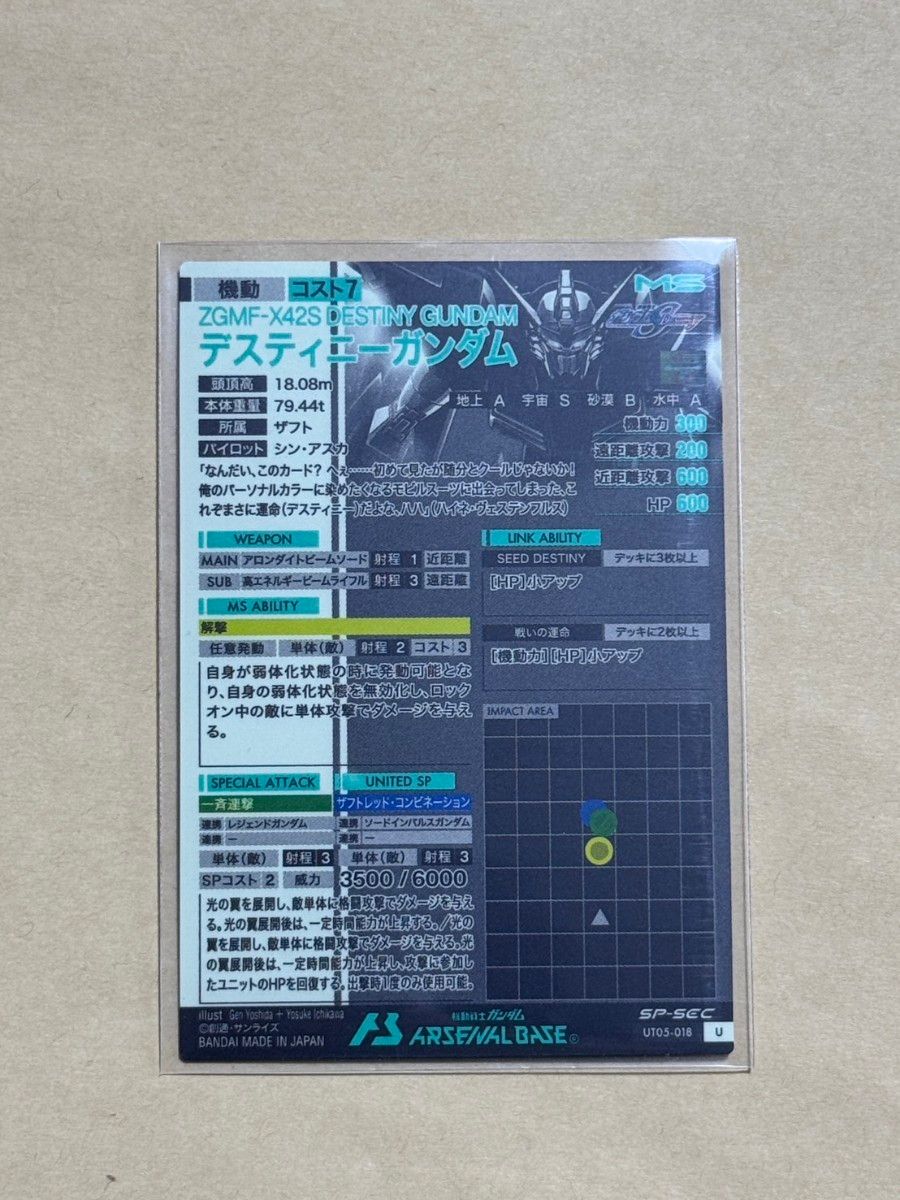 機動 コスト7
MS
ZGMF-X42S DESTINY GUNDAM
デスティニーガンダム
頭頂高 18.08m
本体重量 79.44t
所属 ザフト
パイロット シン・アスカ
地上 A 宇宙 S 砂漠 B 水中 A
機動力 300
遠距離攻撃 200
近距離攻撃 600
HP 600
「なんだい、このカード? へぇ……初めて見たが随分とクールじゃないか!
俺のパーソナルカラーに染めたくなるモビルスーツに出会ってしまった、こ
れぞまさに運命(デスティニー)だよな、ハハ」(ハイネ・ヴェステンフルス)
WEAPON
MAIN アロンダイトビームソード 射程 1 近距離
SUB 高エネルギービームライフル 射程 3 遠距離
MS ABILITY
解撃
任意発動 単体(敵) 射程 2 コスト 3
自身が弱体化状態の時に発動可能とな
り、自身の弱体化状態を無効化し、ロック
オン中の敵に単体攻撃でダメージを与え
る。
LINK ABILITY
SEED DESTINY デッキに3枚以上
[HP]小アップ
戦いの運命 デッキに2枚以上
[機動力][HP]小アップ
IMPACT AREA
SPECIAL ATTACK UNITED SP
一斉連撃 ザフトレッド・コンビネーション
連携 レジェンドガンダム 連携 ソードインパルスガンダム
連携 ー 連携 ー
単体(敵) 射程 3 単体(敵) 射程 3
SPコスト 2 威力 3500/6000
光の翼を展開し、敵単体に格闘攻撃でダメージを与え
る。光の翼展開後は、一定時間能力が上昇する。/光の
翼を展開し、敵単体に格闘攻撃でダメージを与える。光
の翼展開後は、一定時間能力が上昇し、攻撃に参加し
たユニットのHPを回復する。出撃時1度のみ使用可能。
illust Gen Yoshida + Yosuke Ichikawa
©創通・サンライズ
BANDAI MADE IN JAPAN
機動戦士ガンダム
ARSENAL BASE
SP-SEC
UT05-018 U